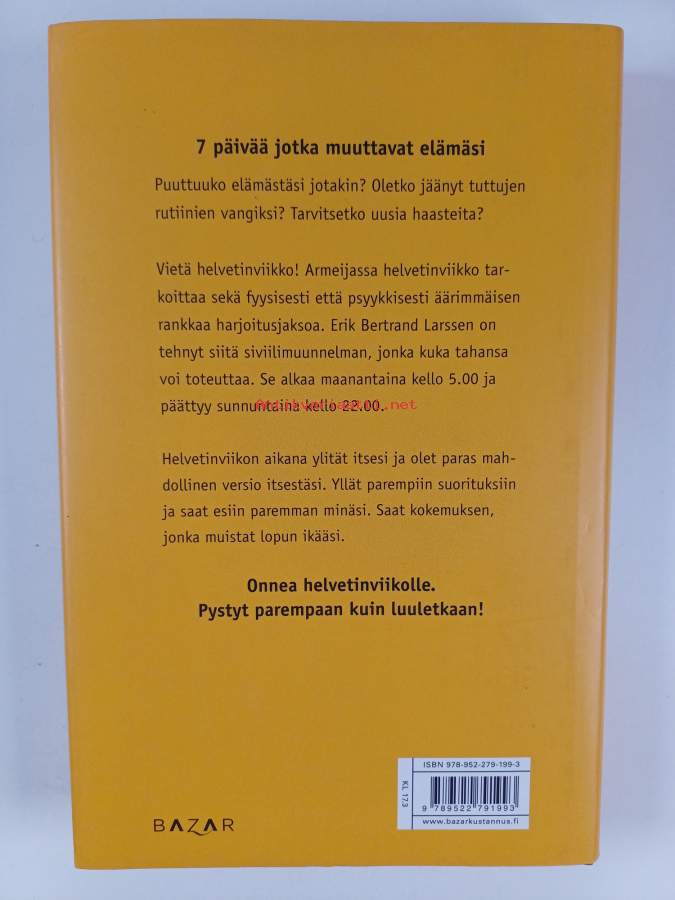 7 päivää jotka muuttavat elämäsi
Puuttuuko elämästäsi jotakin? Oletko jäänyt tuttujen
rutiinien vangiksi? Tarvitsetko uusia haasteita?
Vietä helvetinviikko! Armeijassa helvetinviikko tar-
koittaa sekä fyysisesti että psyykkisesti äärimmäisen
rankkaa harjoitusjaksoa. Erik Bertrand Larssen on
tehnyt siitä siviilimuunnelman, jonka kuka tahansa
voi toteuttaa. Se alkaa maanantaina kello 5.00 ja
päättyy sunnuntaina kello 22.00.
Antikvariaatti.net
Helvetinviikon aikana ylität itsesi ja olet paras mah-
dollinen versio itsestäsi. Yllät parempiin suorituksiin
ja saat esiin paremman minäsi. Saat kokemuksen,
jonka muistat lopun ikääsi.
Onnea helvetinviikolle.
Pystyt parempaan kuin luuletkaan!
ISBN 978-952-279-199-3
KL 17.3
9 789522 791993
www.bazarkustannus.fi
BAZAR